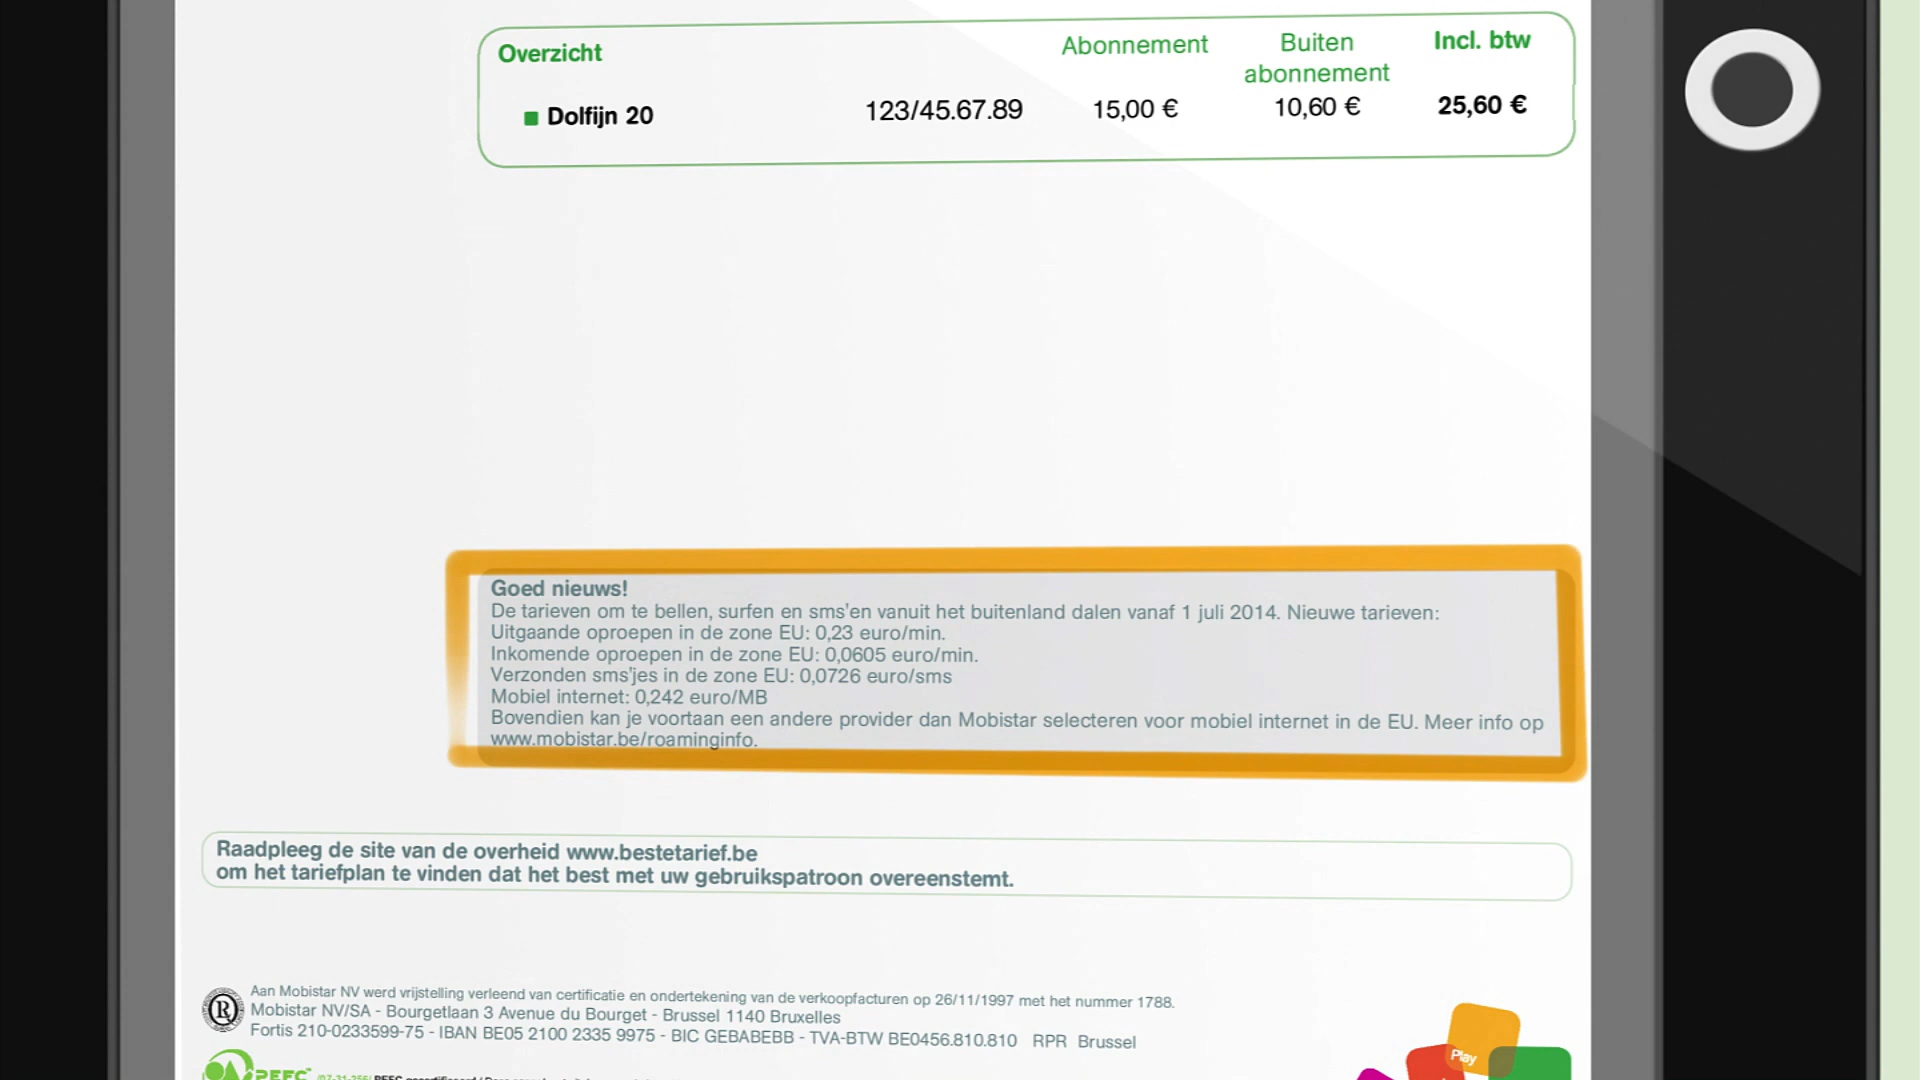 Overzicht Abonnement Buiten abonnement Incl. btw
Dolfijn 20 123/45.67.89 15,00 € 10,60 € 25,60 €
Goed nieuws!
De tarieven om te bellen, surfen en sms'en vanuit het buitenland dalen vanaf 1 juli 2014. Nieuwe tarieven:
Uitgaande oproepen in de zone EU: 0,23 euro/min.
Inkomende oproepen in de zone EU: 0,0605 euro/min.
Verzonden sms'jes in de zone EU: 0,0726 euro/sms
Mobiel internet: 0,242 euro/MB
Bovendien kan je voortaan een andere provider dan Mobistar selecteren voor mobiel internet in de EU. Meer info op
www.mobistar.be/roaminginfo.
Raadpleeg de site van de overheid www.bestetarief.be
om het tariefplan te vinden dat het best met uw gebruikspatroon overeenstemt.
R
Aan Mobistar NV werd vrijstelling verleend van certificatie en ondertekening van de verkoopfacturen op 26/11/1997 met het nummer 1788.
Mobistar NV/SA - Bourgetlaan 3 Avenue du Bourget - Brussel 1140 Bruxelles
Fortis 210-0233599-75 - IBAN BE05 2100 2335 9975 - BIC GEBABEBB - TVA-BTW BE0456.810.810 RPR Brussel
Play
PEFC